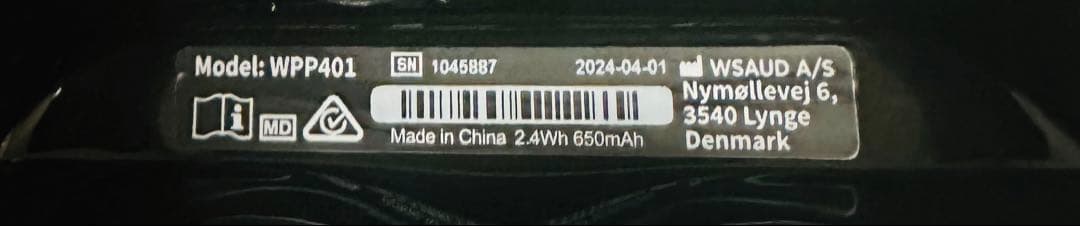 Model: WPP401
SN 1045887 2024-04-01
MD
Made in China 2.4Wh 650mAh
WSAUD A/S
Nymøllevej 6,
3540 Lynge
Denmark